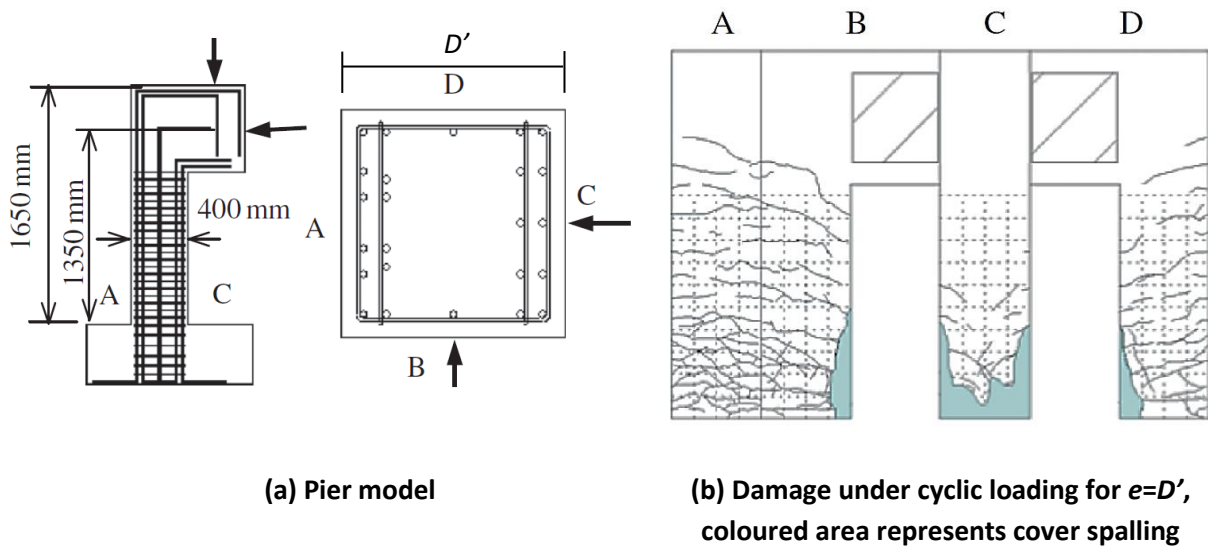 D'
D
A
C
B
1650 mm
1350 mm
400 mm
A
C
(a) Pier model
A
B
C
D
(b) Damage under cyclic loading for e=D',
coloured area represents cover spalling